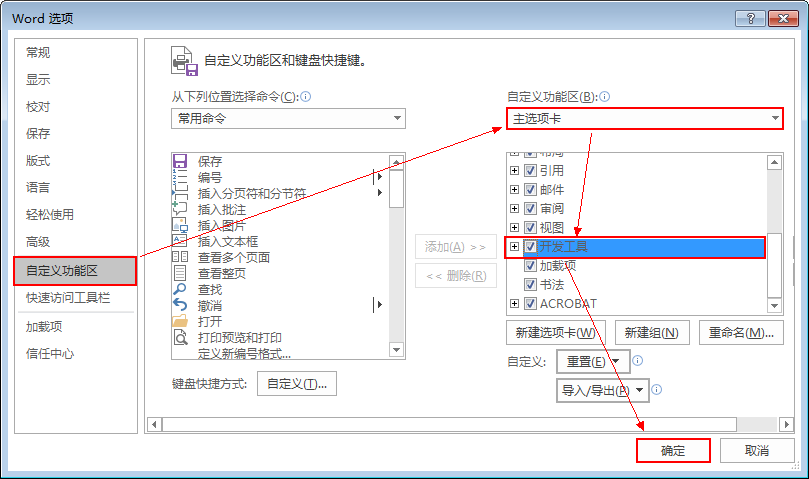 Word 选项
常规
显示
校对
保存
版式
语言
轻松使用
高级
自定义功能区
快速访问工具栏
加载项
信任中心
自定义功能区和键盘快捷键。
从下列位置选择命令(C):
常用命令
保存
编号
插入分页符和分节符
插入批注
插入图片
插入文本框
查看多个页面
查看整页
查找
撤消
打开
打印预览和打印
定义新编号格式...
键盘快捷方式: 自定义(T)...
添加(A) >>
<< 删除(R)
自定义功能区(B):
主选项卡
布局
引用
邮件
审阅
视图
开发工具
加载项
书法
ACROBAT
新建选项卡(W) 新建组(N) 重命名(M)...
自定义: 重置(E)
导入/导出(P)
确定 取消